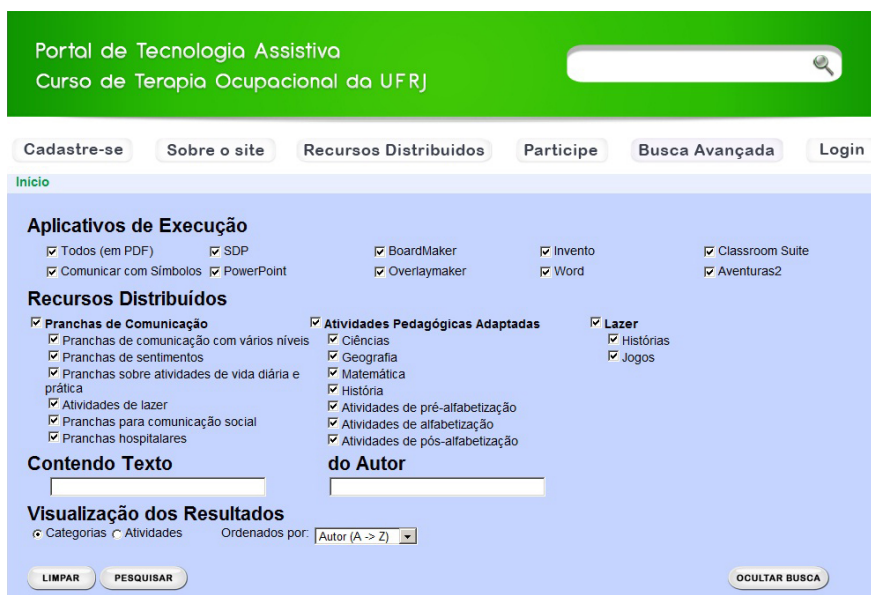 Portal de Tecnologia Assistiva
Curso de Terapia Ocupacional da UFRJ
Cadastre-se Sobre o site Recursos Distribuidos Participe Busca Avançada Login
Início
Aplicativos de Execução
Todos (em PDF) SDP BoardMaker Invento Classroom Suite
Comunicar com Símbolos PowerPoint Overlaymaker Word Aventuras2
Recursos Distribuídos
Pranchas de Comunicação
Pranchas de comunicação com vários níveis
Pranchas de sentimentos
Pranchas sobre atividades de vida diária e
prática
Atividades de lazer
Pranchas para comunicação social
Pranchas hospitalares
Atividades Pedagógicas Adaptadas
Ciências
Geografia
Matemática
História
Atividades de pré-alfabetização
Atividades de alfabetização
Atividades de pós-alfabetização
Lazer
Histórias
Jogos
Contendo Texto do Autor
Visualização dos Resultados
Categorias Atividades Ordenados por: Autor (A -> Z)
LIMPAR PESQUISAR OCULTAR BUSCA